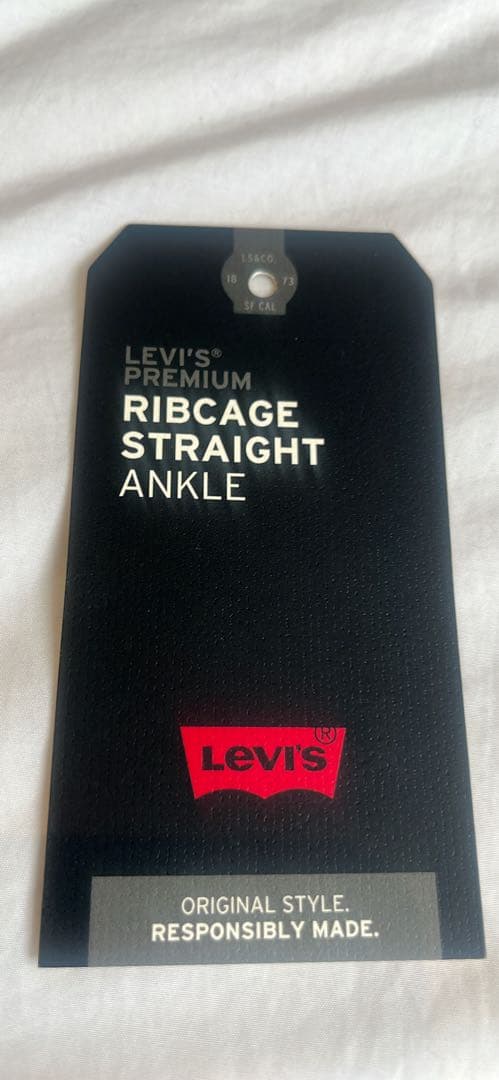 LS&CO.
18 73
SF CAL
LEVI'S®
PREMIUM
RIBCAGE
STRAIGHT
ANKLE
LEVI'S®
ORIGINAL STYLE.
RESPONSIBLY MADE.